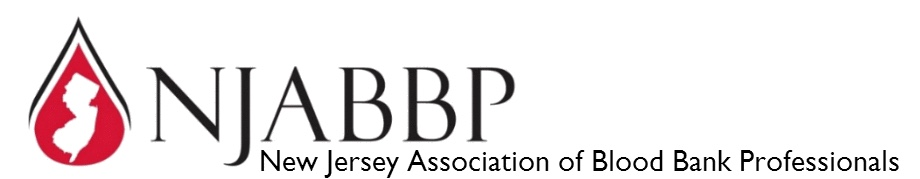 NJABBP
New Jersey Association of Blood Bank Professionals